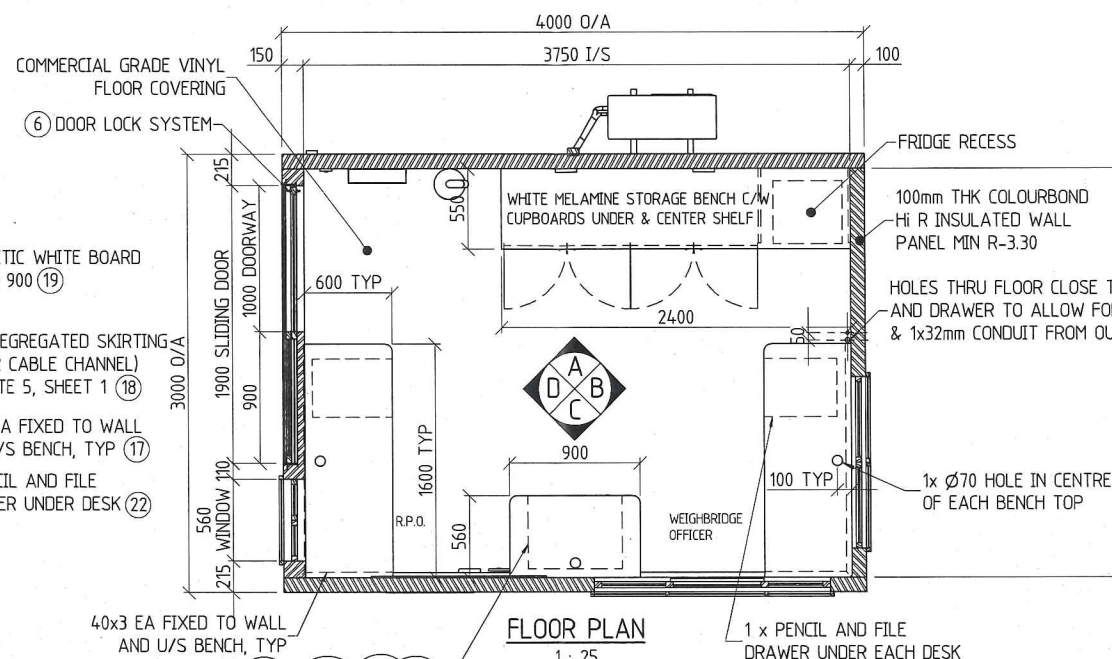 4000 O/A
150
3750 I/S
100
COMMERCIAL GRADE VINYL
FLOOR COVERING
6 DOOR LOCK SYSTEM
FRIDGE RECESS
215
550
WHITE MELAMINE STORAGE BENCH C/W
CUPBOARDS UNDER & CENTER SHELF
100mm THK COLOURBOND
Hi R INSULATED WALL
PANEL MIN R-3.30
ETIC WHITE BOARD
900 19
1000 DOORWAY
1900 SLIDING DOOR
3000 O/A
600 TYP
2400
HOLES THRU FLOOR CLOSE T
AND DRAWER TO ALLOW FO
& 1x32mm CONDUIT FROM OU
50
EGREGATED SKIRTING
CABLE CHANNEL)
TE 5, SHEET 1 18
A
D B
C
900
A FIXED TO WALL
/S BENCH, TYP 17
1600 TYP
900
100 TYP
CIL AND FILE
ER UNDER DESK 22
110
560
WINDOW
R.P.O.
560
WEIGHBRIDGE
OFFICER
1x Ø70 HOLE IN CENTRE
OF EACH BENCH TOP
215
40x3 EA FIXED TO WALL
AND U/S BENCH, TYP
FLOOR PLAN
1 : 25
1 x PENCIL AND FILE
DRAWER UNDER EACH DESK